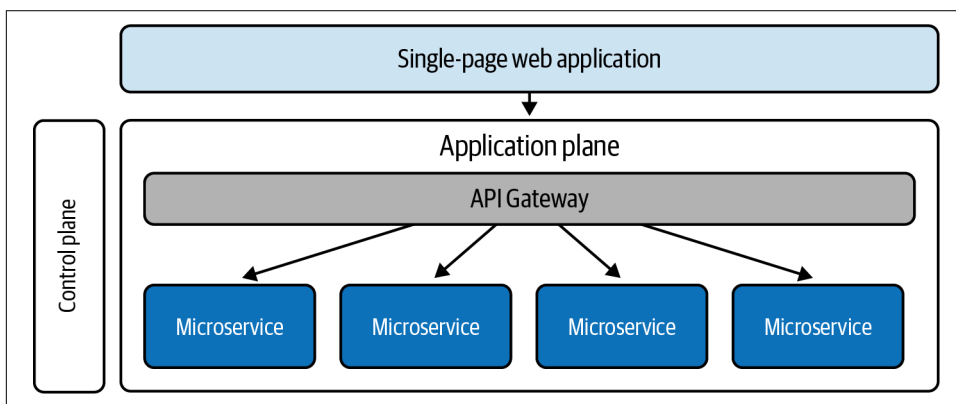 Single-page web application
Control plane
Application plane
API Gateway
Microservice
Microservice
Microservice
Microservice